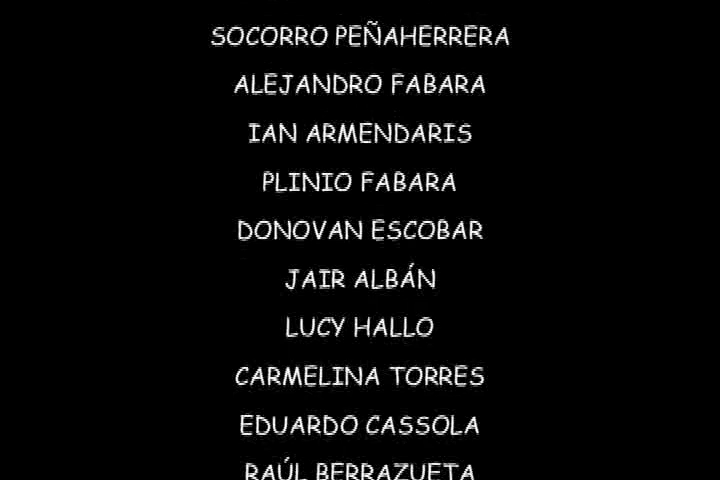 SOCORRO PEÑAHERRERA
ALEJANDRO FABARA
IAN ARMENDARIS
PLINIO FABARA
DONOVAN ESCOBAR
JAIR ALBÁN
LUCY HALLO
CARMELINA TORRES
EDUARDO CASSOLA
RAÚL BERRAZUETA